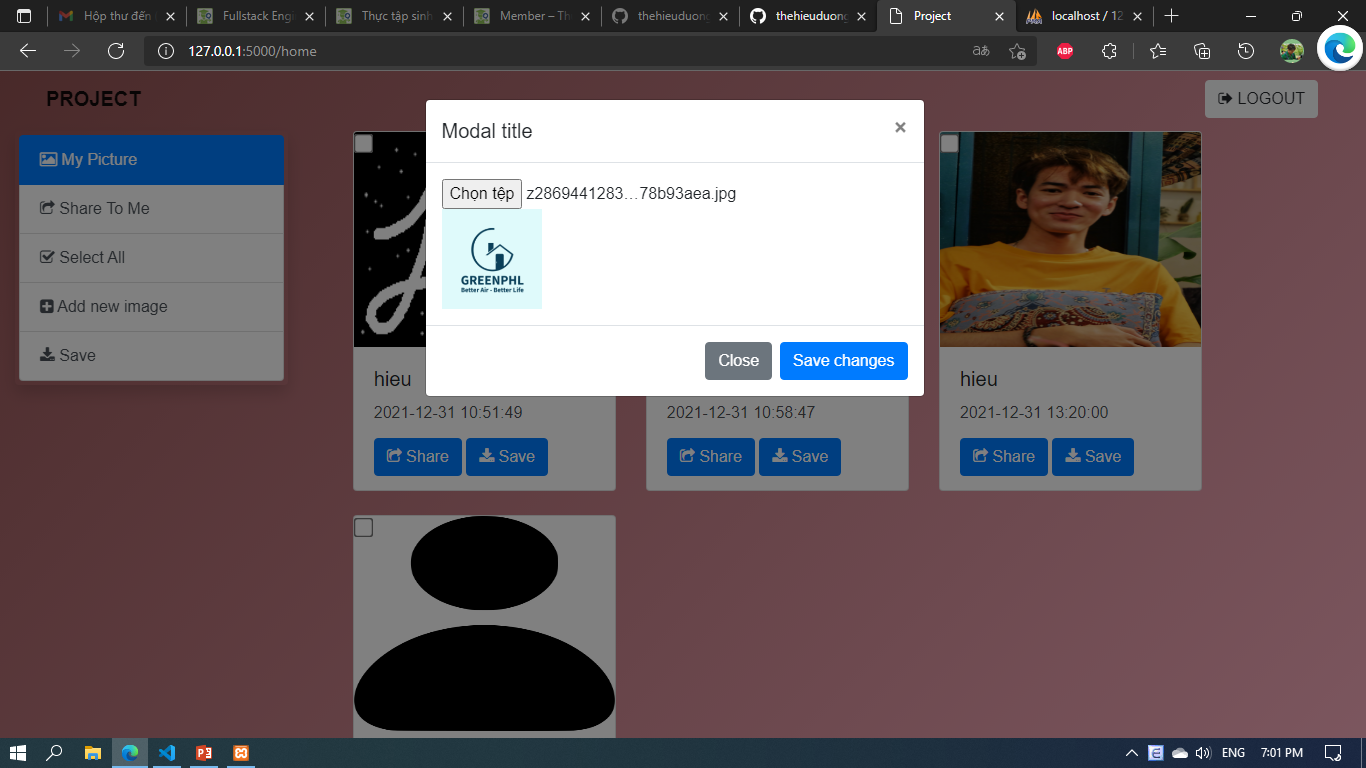 Hộp thư đến
Fullstack Engi
Thực tập sinh
Member – Th
thehieuduong
thehieuduong
Project
localhost / 12
127.0.0.1:5000/home
aあ
ABP
PROJECT
LOGOUT
My Picture
Share To Me
Select All
Add new image
Save
Modal title
×
Chọn tệp z2869441283…78b93aea.jpg
GREENPHL
Better Air - Better Life
Close Save changes
hieu
2021-12-31 10:51:49
Share Save
2021-12-31 10:58:47
Share Save
hieu
2021-12-31 13:20:00
Share Save
ENG 7:01 PM